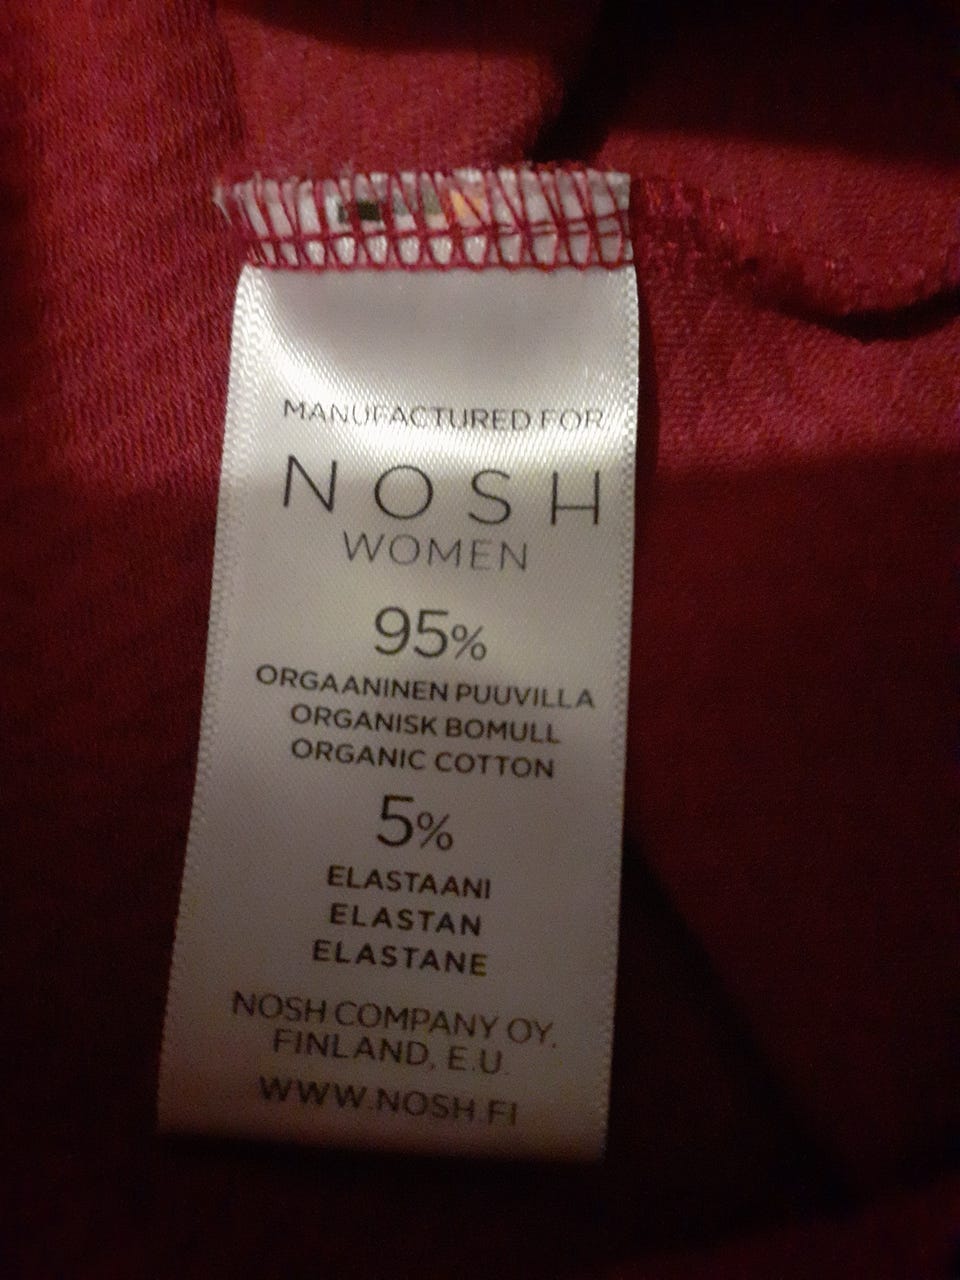 MANUFACTURED FOR
NOSH
WOMEN
95%
ORGAANINEN PUUVILLA
ORGANISK BOMULL
ORGANIC COTTON
5%
ELASTAANI
ELASTAN
ELASTANE
NOSH COMPANY OY,
FINLAND, E.U.
WWW.NOSH.FI